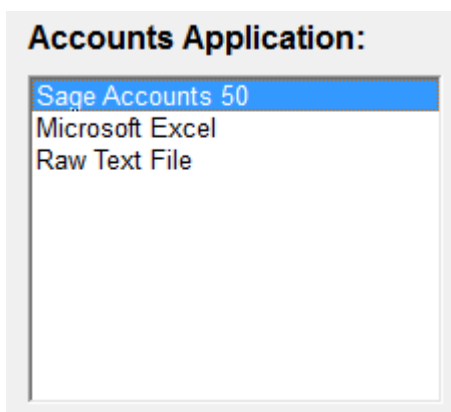 Accounts Application:
Sage Accounts 50
Microsoft Excel
Raw Text File